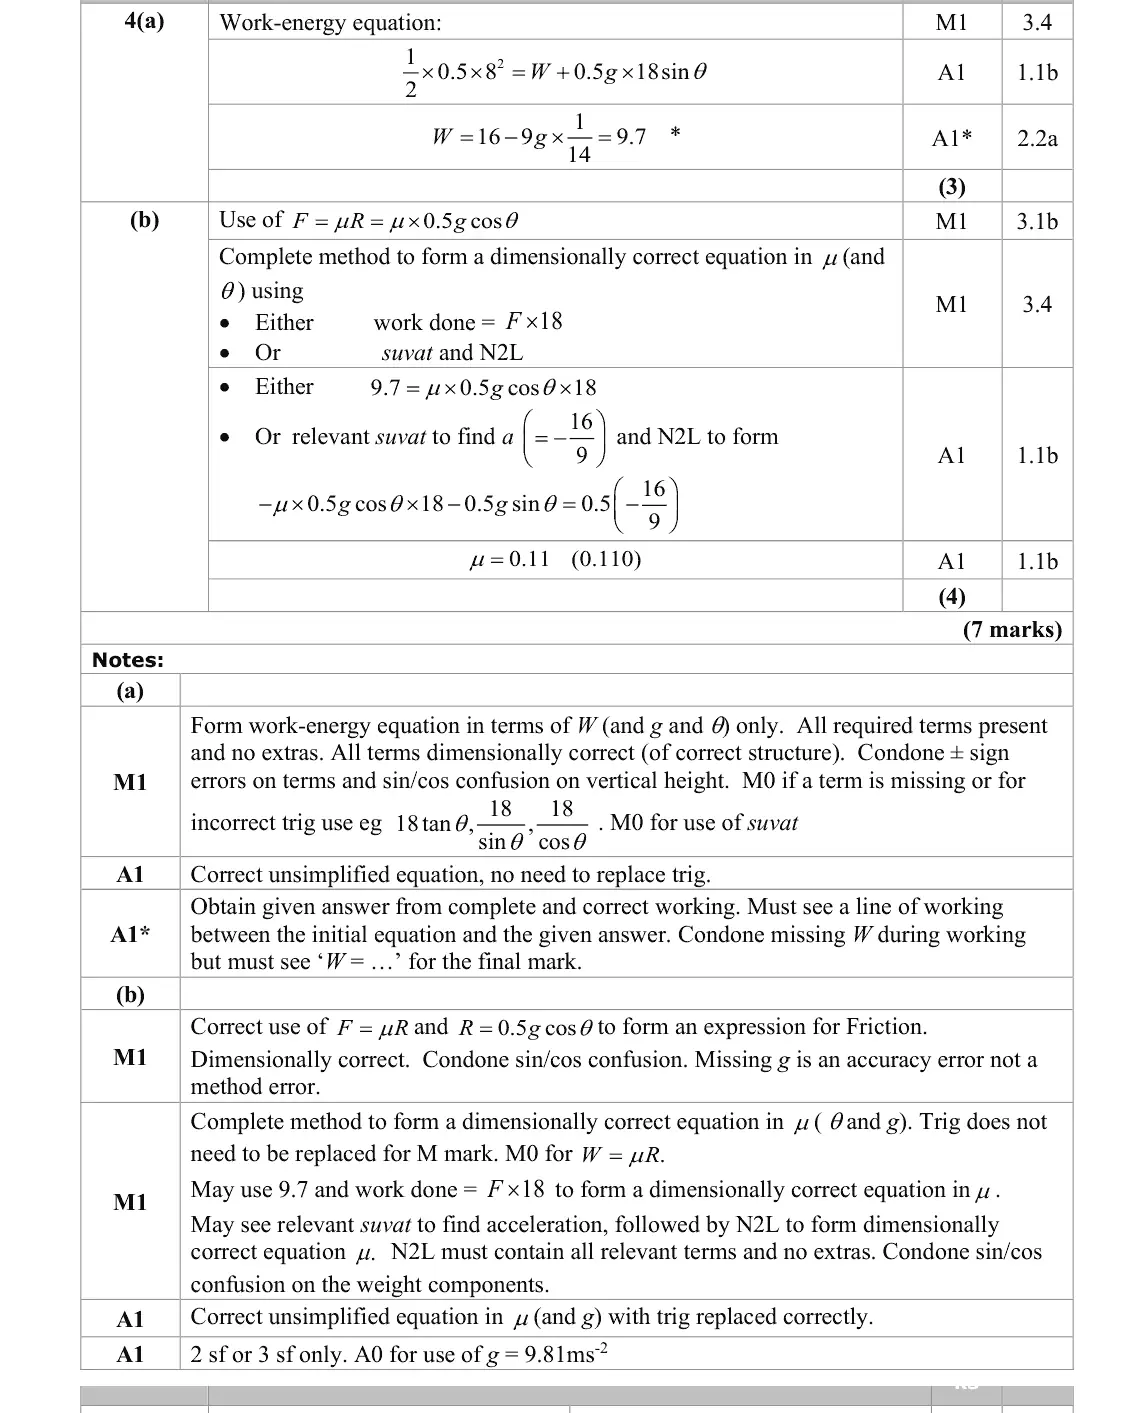 4(a) Work-energy equation: M1 3.4
1/2 × 0.5 × 8² = W + 0.5g × 18 sin θ A1 1.1b
W = 16 − 9g × 1/14 = 9.7 * A1* 2.2a
(3)
(b) Use of F = μR = μ × 0.5g cos θ M1 3.1b
Complete method to form a dimensionally correct equation in μ (and
θ) using
• Either work done = F × 18
• Or suvat and N2L
M1 3.4
• Either 9.7 = μ × 0.5g cos θ × 18
• Or relevant suvat to find a (= −16/9) and N2L to form
−μ × 0.5g cos θ × 18 − 0.5g sin θ = 0.5(−16/9)
A1 1.1b
μ = 0.11 (0.110) A1 1.1b
(4)
(7 marks)
Notes:
(a)
M1
Form work-energy equation in terms of W (and g and θ) only. All required terms present
and no extras. All terms dimensionally correct (of correct structure). Condone ± sign
errors on terms and sin/cos confusion on vertical height. M0 if a term is missing or for
incorrect trig use eg 18 tan θ, 18/sin θ, 18/cos θ . M0 for use of suvat
A1 Correct unsimplified equation, no need to replace trig.
A1*
Obtain given answer from complete and correct working. Must see a line of working
between the initial equation and the given answer. Condone missing W during working
but must see ‘W = …’ for the final mark.
(b)
M1
Correct use of F = μR and R = 0.5g cos θ to form an expression for Friction.
Dimensionally correct. Condone sin/cos confusion. Missing g is an accuracy error not a
method error.
M1
Complete method to form a dimensionally correct equation in μ ( θ and g). Trig does not
need to be replaced for M mark. M0 for W = μR.
May use 9.7 and work done = F × 18 to form a dimensionally correct equation in μ .
May see relevant suvat to find acceleration, followed by N2L to form dimensionally
correct equation μ. N2L must contain all relevant terms and no extras. Condone sin/cos
confusion on the weight components.
A1 Correct unsimplified equation in μ (and g) with trig replaced correctly.
A1 2 sf or 3 sf only. A0 for use of g = 9.81ms⁻²